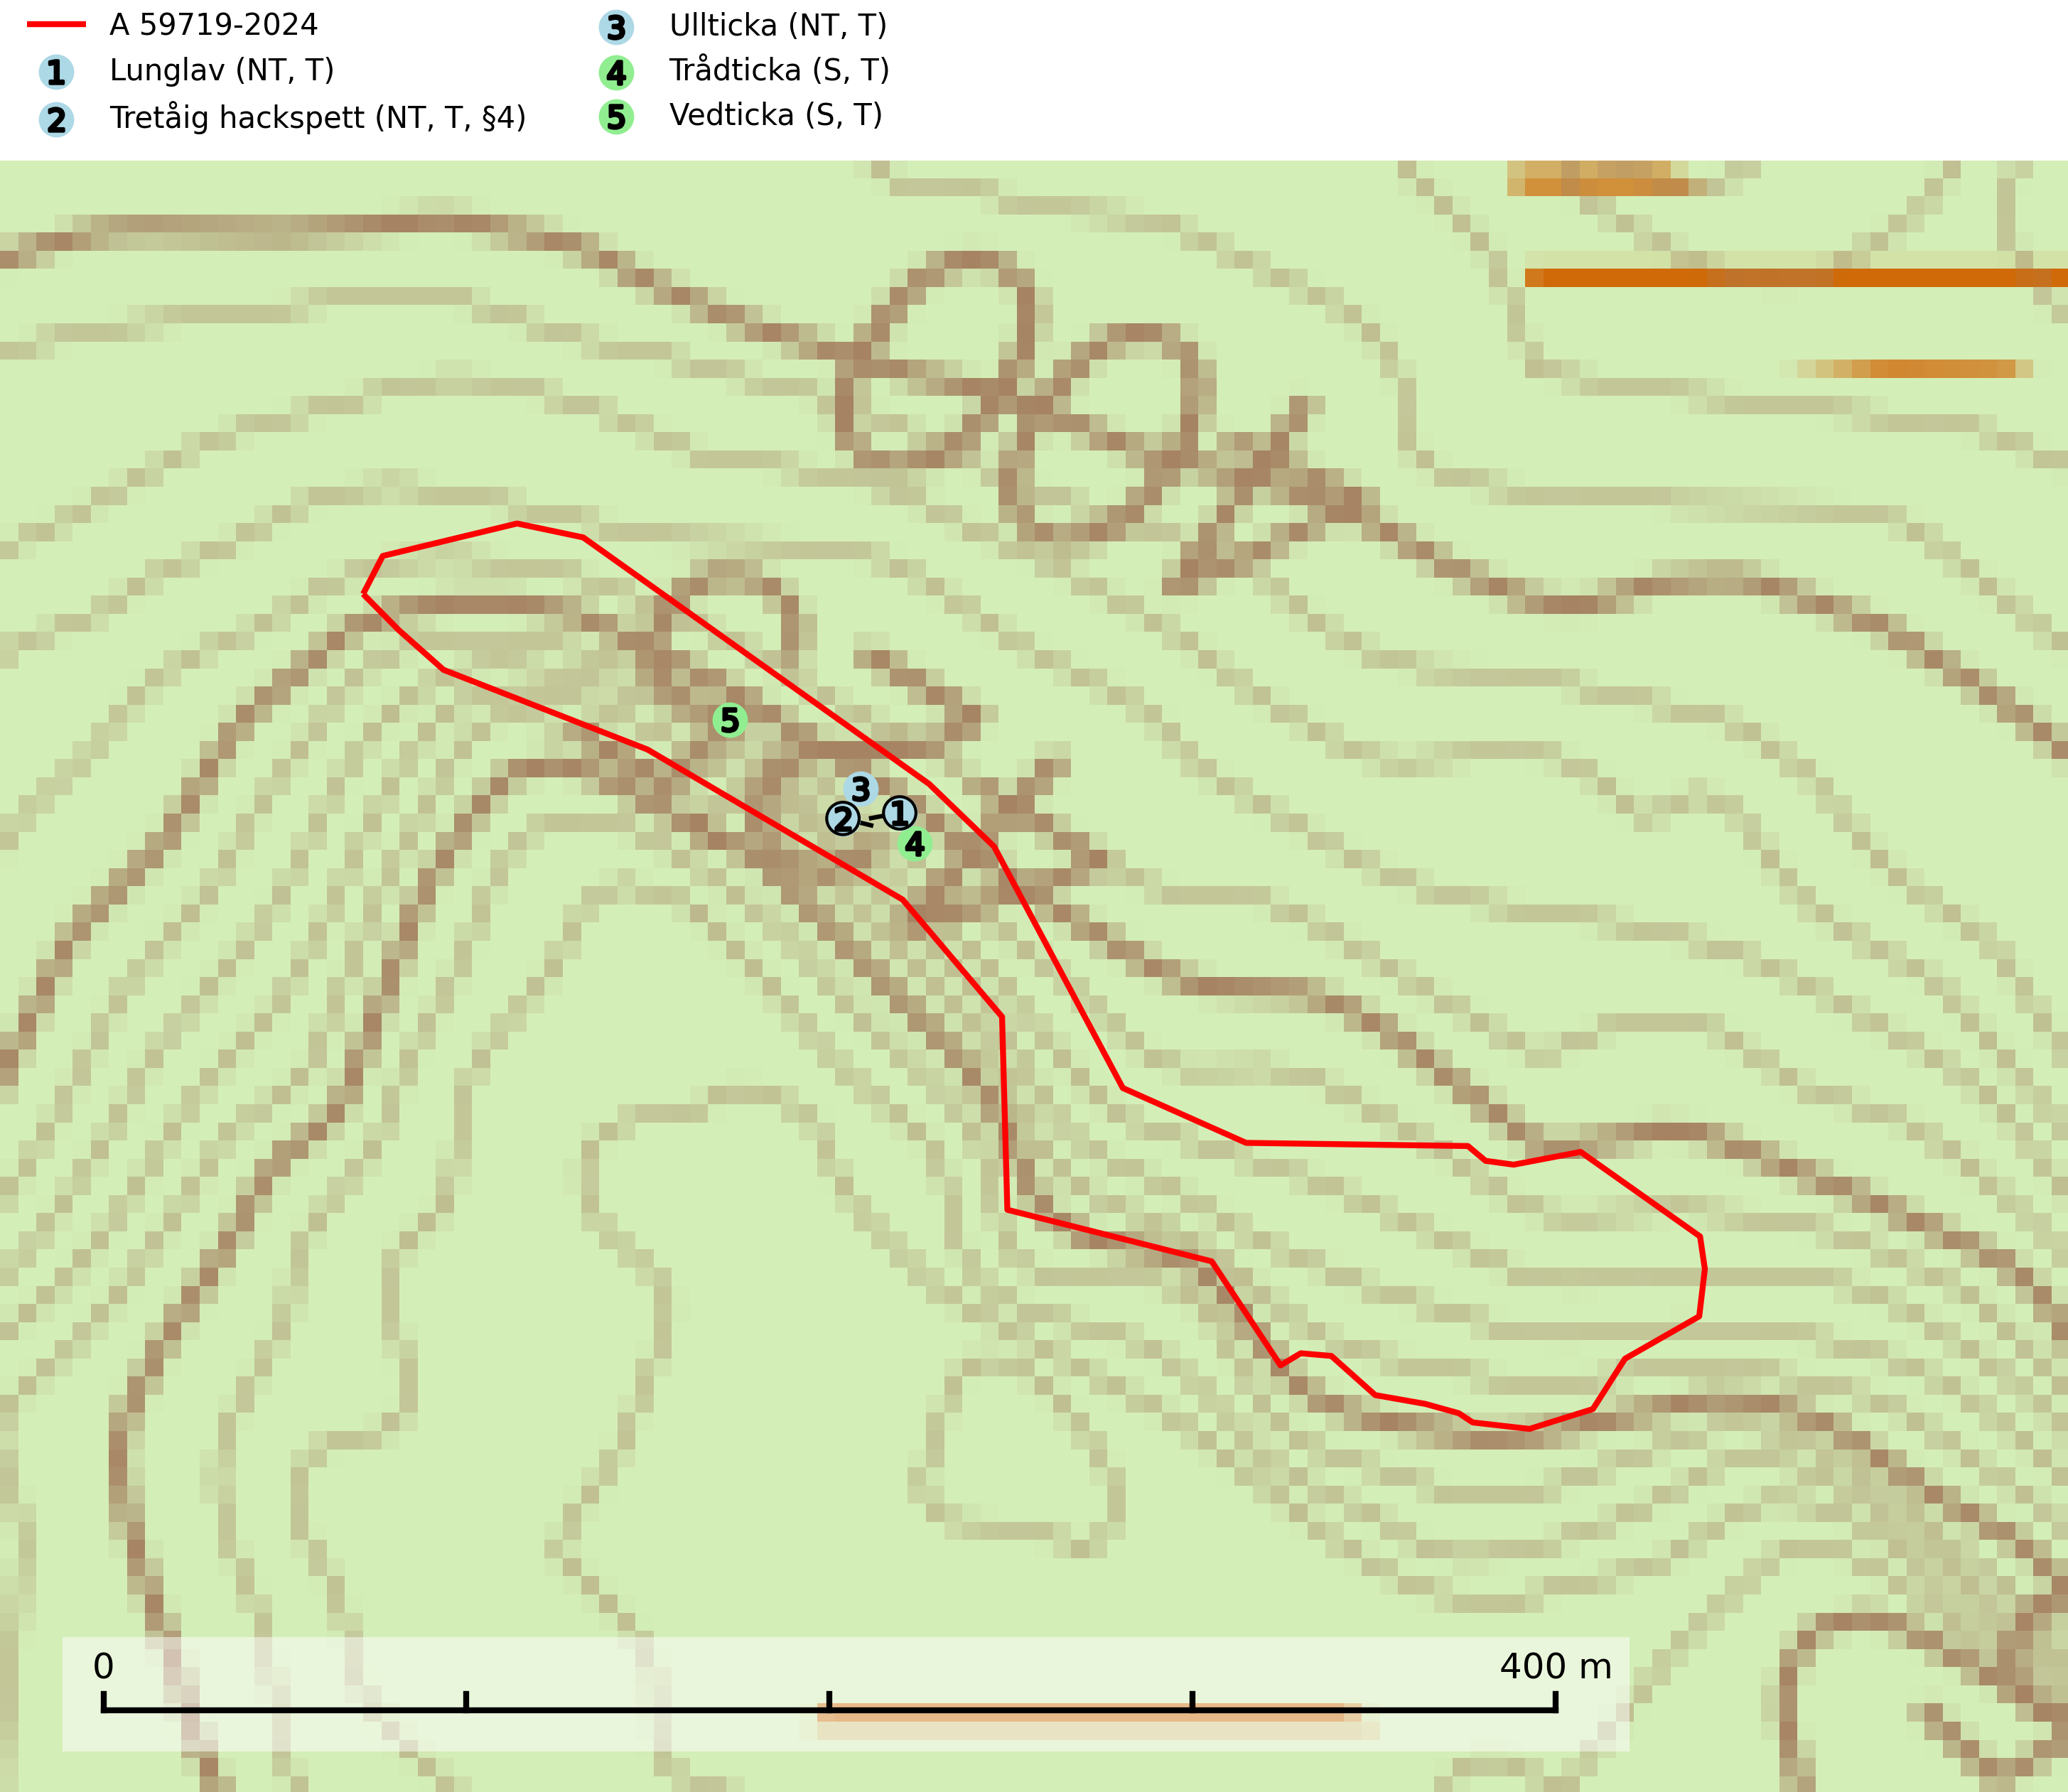 A 59719-2024
1 Lunglav (NT, T)
2 Tretåig hackspett (NT, T, §4)
3 Ullticka (NT, T)
4 Trådticka (S, T)
5 Vedticka (S, T)
5
3
2 1
4
0 400 m